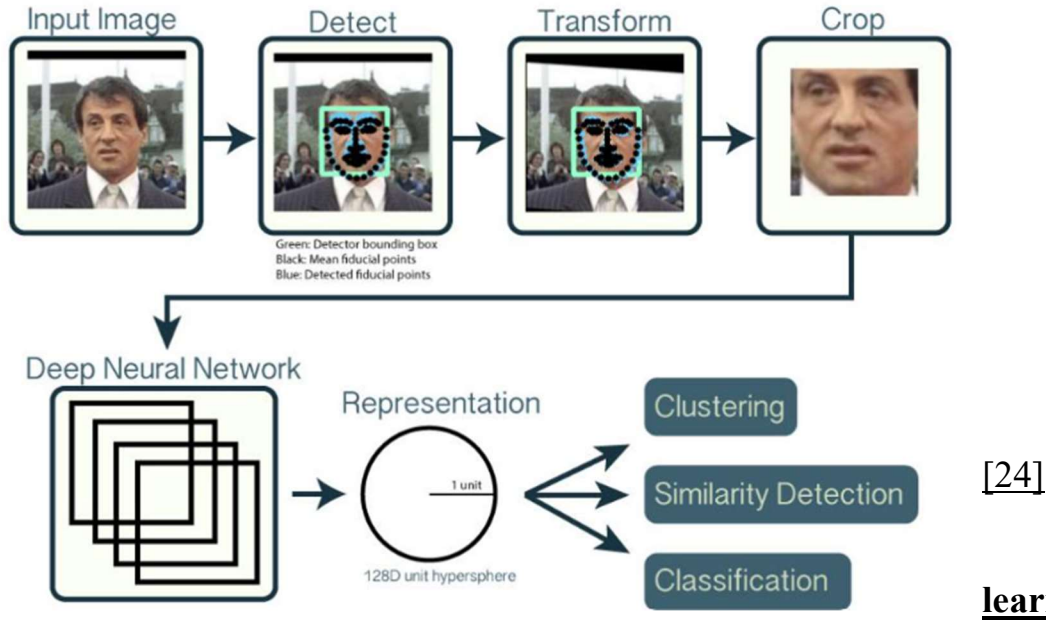 Input Image
Detect
Transform
Crop
Green: Detector bounding box
Black: Mean fiducial points
Blue: Detected fiducial points
Deep Neural Network
Representation
1 unit
128D unit hypersphere
Clustering
Similarity Detection
Classification
[24]